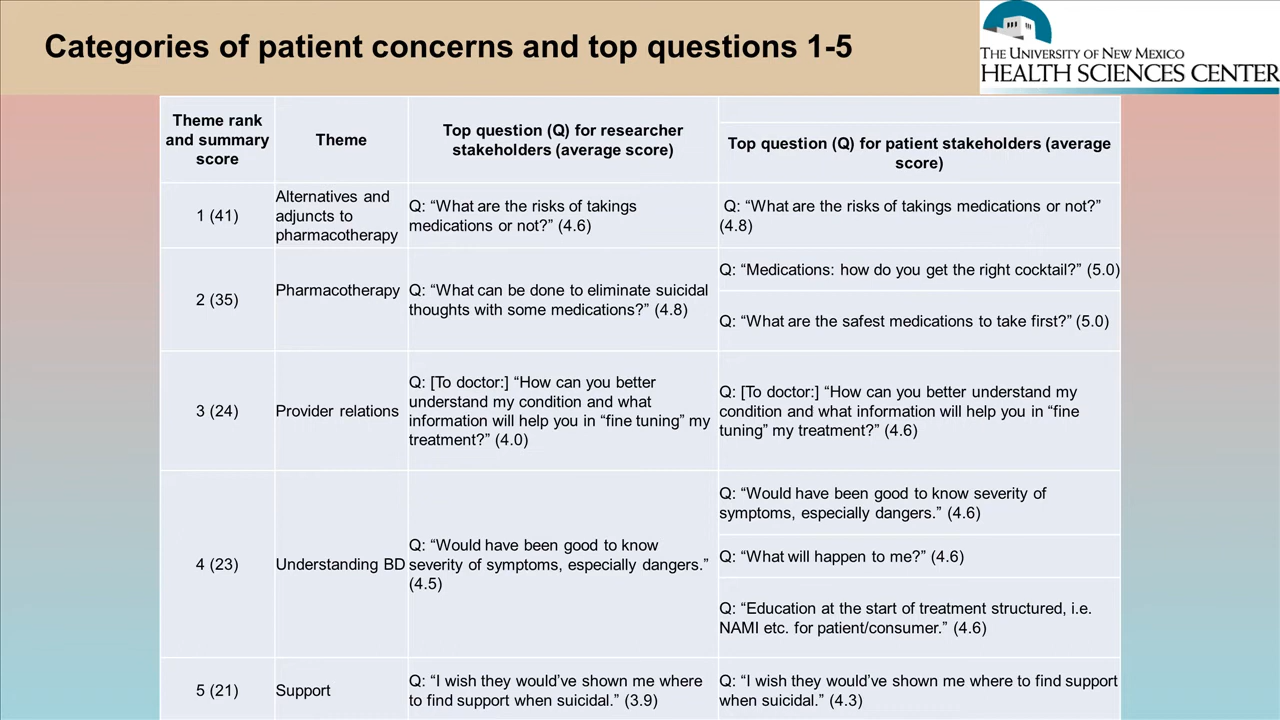 Categories of patient concerns and top questions 1-5
THE UNIVERSITY OF NEW MEXICO
HEALTH SCIENCES CENTER
Theme rank
and summary
score
Theme
Top question (Q) for researcher
stakeholders (average score)
Top question (Q) for patient stakeholders (average
score)
1 (41)
Alternatives and
adjuncts to
pharmacotherapy
Q: “What are the risks of takings
medications or not?” (4.6)
Q: “What are the risks of takings medications or not?”
(4.8)
2 (35)
Pharmacotherapy
Q: “What can be done to eliminate suicidal
thoughts with some medications?” (4.8)
Q: “Medications: how do you get the right cocktail?” (5.0)
Q: “What are the safest medications to take first?” (5.0)
3 (24)
Provider relations
Q: [To doctor:] “How can you better
understand my condition and what
information will help you in “fine tuning” my
treatment?” (4.0)
Q: [To doctor:] “How can you better understand my
condition and what information will help you in “fine
tuning” my treatment?” (4.6)
4 (23)
Understanding BD
Q: “Would have been good to know
severity of symptoms, especially dangers.”
(4.5)
Q: “Would have been good to know severity of
symptoms, especially dangers.” (4.6)
Q: “What will happen to me?” (4.6)
Q: “Education at the start of treatment structured, i.e.
NAMI etc. for patient/consumer.” (4.6)
5 (21)
Support
Q: “I wish they would’ve shown me where
to find support when suicidal.” (3.9)
Q: “I wish they would’ve shown me where to find support
when suicidal.” (4.3)